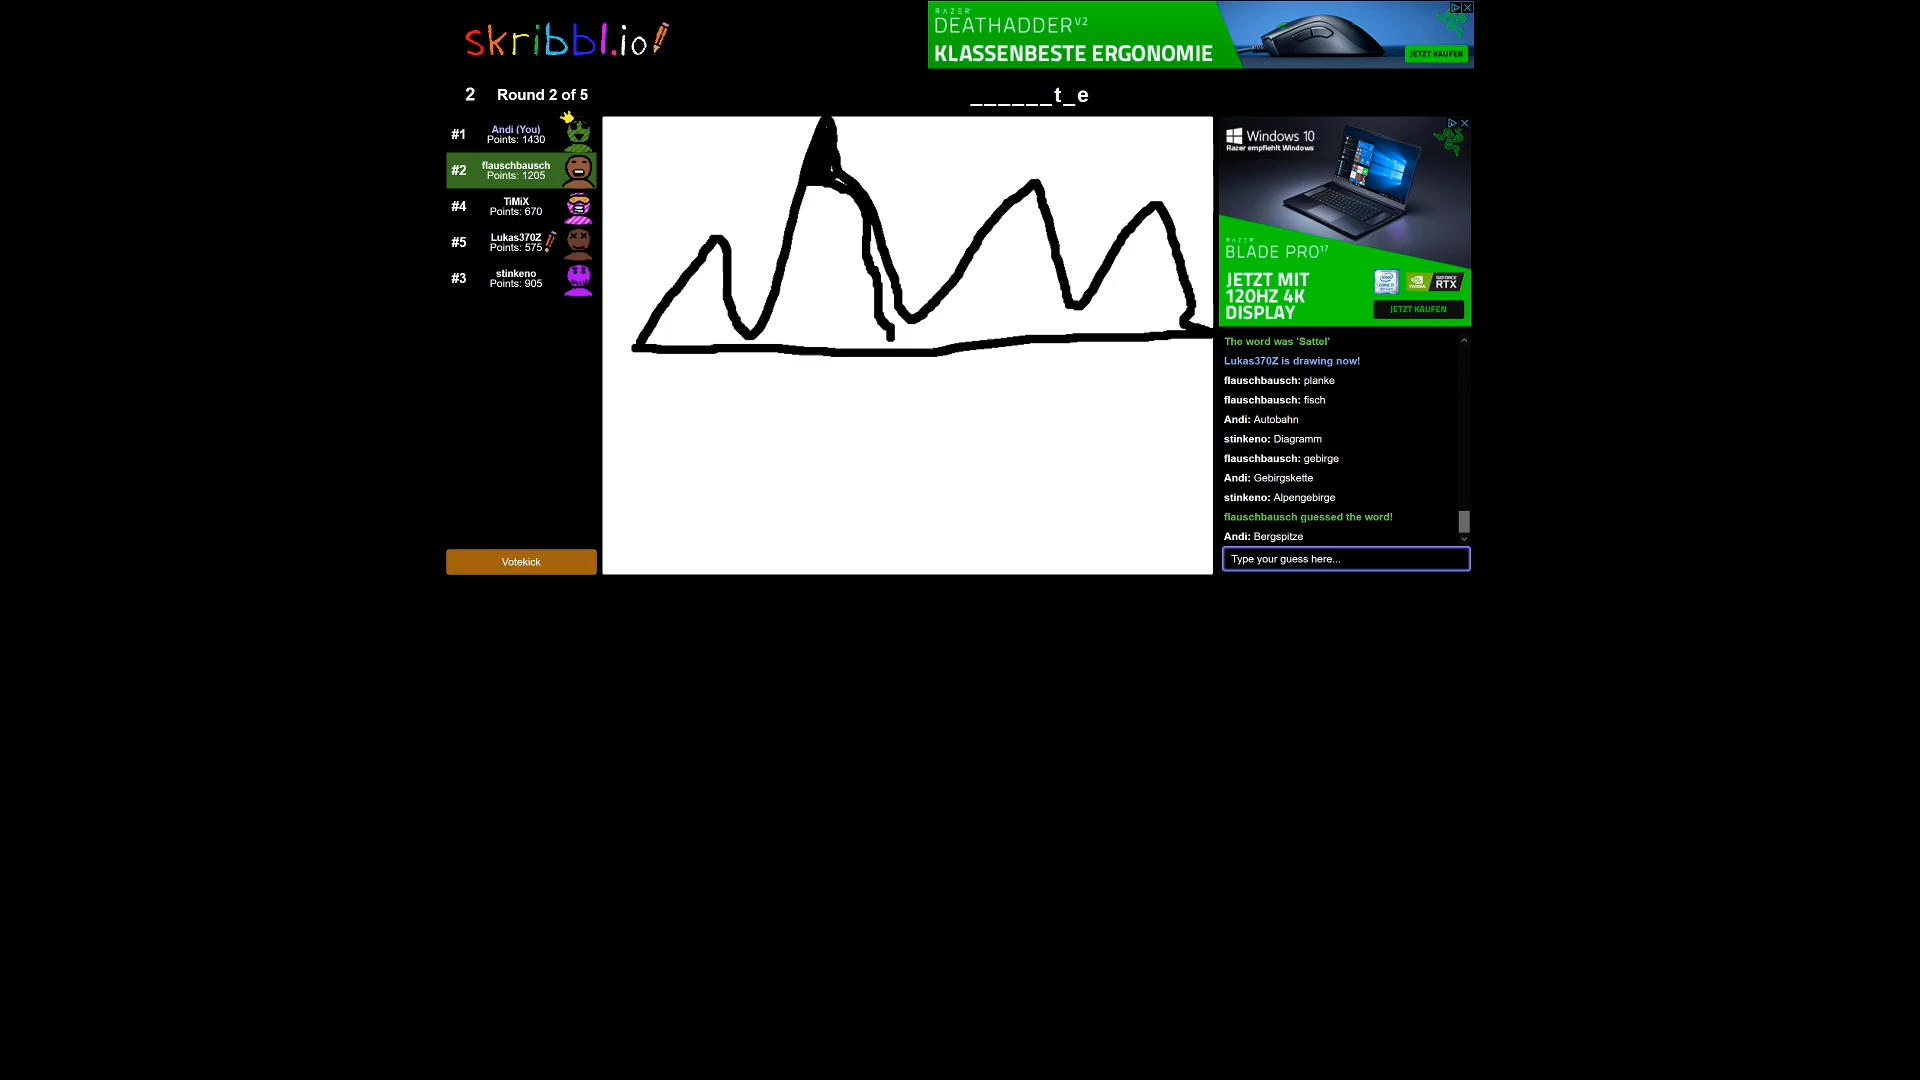 skribbl.io
RAZER
DEATHADDER V2
KLASSENBESTE ERGONOMIE
JETZT KAUFEN
2
Round 2 of 5
______t_e
#1
Andi (You)
Points: 1430
#2
flauschbausch
Points: 1205
#4
TiMiX
Points: 670
#5
Lukas370Z
Points: 575
#3
stinkeno
Points: 905
Votekick
Windows 10
Razer empfiehlt Windows
RAZER
BLADE PRO 17
JETZT MIT
120HZ 4K
DISPLAY
GEFORCE
RTX
JETZT KAUFEN
The word was 'Sattel'
Lukas370Z is drawing now!
flauschbausch: planke
flauschbausch: fisch
Andi: Autobahn
stinkeno: Diagramm
flauschbausch: gebirge
Andi: Gebirgskette
stinkeno: Alpengebirge
flauschbausch guessed the word!
Andi: Bergspitze
Type your guess here...